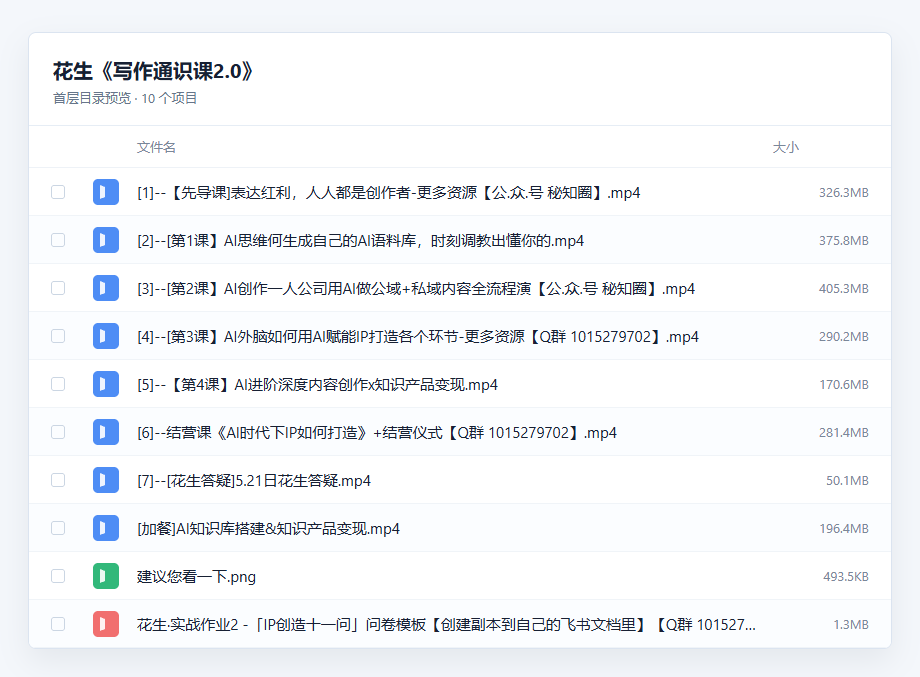 花生《写作通识课2.0》
首层目录预览 · 10 个项目
文件名 大小
[1]--【先导课]表达红利，人人都是创作者-更多资源【公.众.号 秘知圈】.mp4 326.3MB
[2]--[第1课】AI思维何生成自己的AI语料库，时刻调教出懂你的.mp4 375.8MB
[3]--[第2课】AI创作一人公司用AI做公域+私域内容全流程演【公.众.号 秘知圈】.mp4 405.3MB
[4]--[第3课】AI外脑如何用AI赋能IP打造各个环节-更多资源【Q群 1015279702】.mp4 290.2MB
[5]--【第4课】AI进阶深度内容创作x知识产品变现.mp4 170.6MB
[6]--结营课《AI时代下IP如何打造》+结营仪式【Q群 1015279702】.mp4 281.4MB
[7]--[花生答疑]5.21日花生答疑.mp4 50.1MB
[加餐]AI知识库搭建&知识产品变现.mp4 196.4MB
建议您看一下.png 493.5KB
花生·实战作业2 -「IP创造十一问」问卷模板【创建副本到自己的飞书文档里】【Q群 101527... 1.3MB